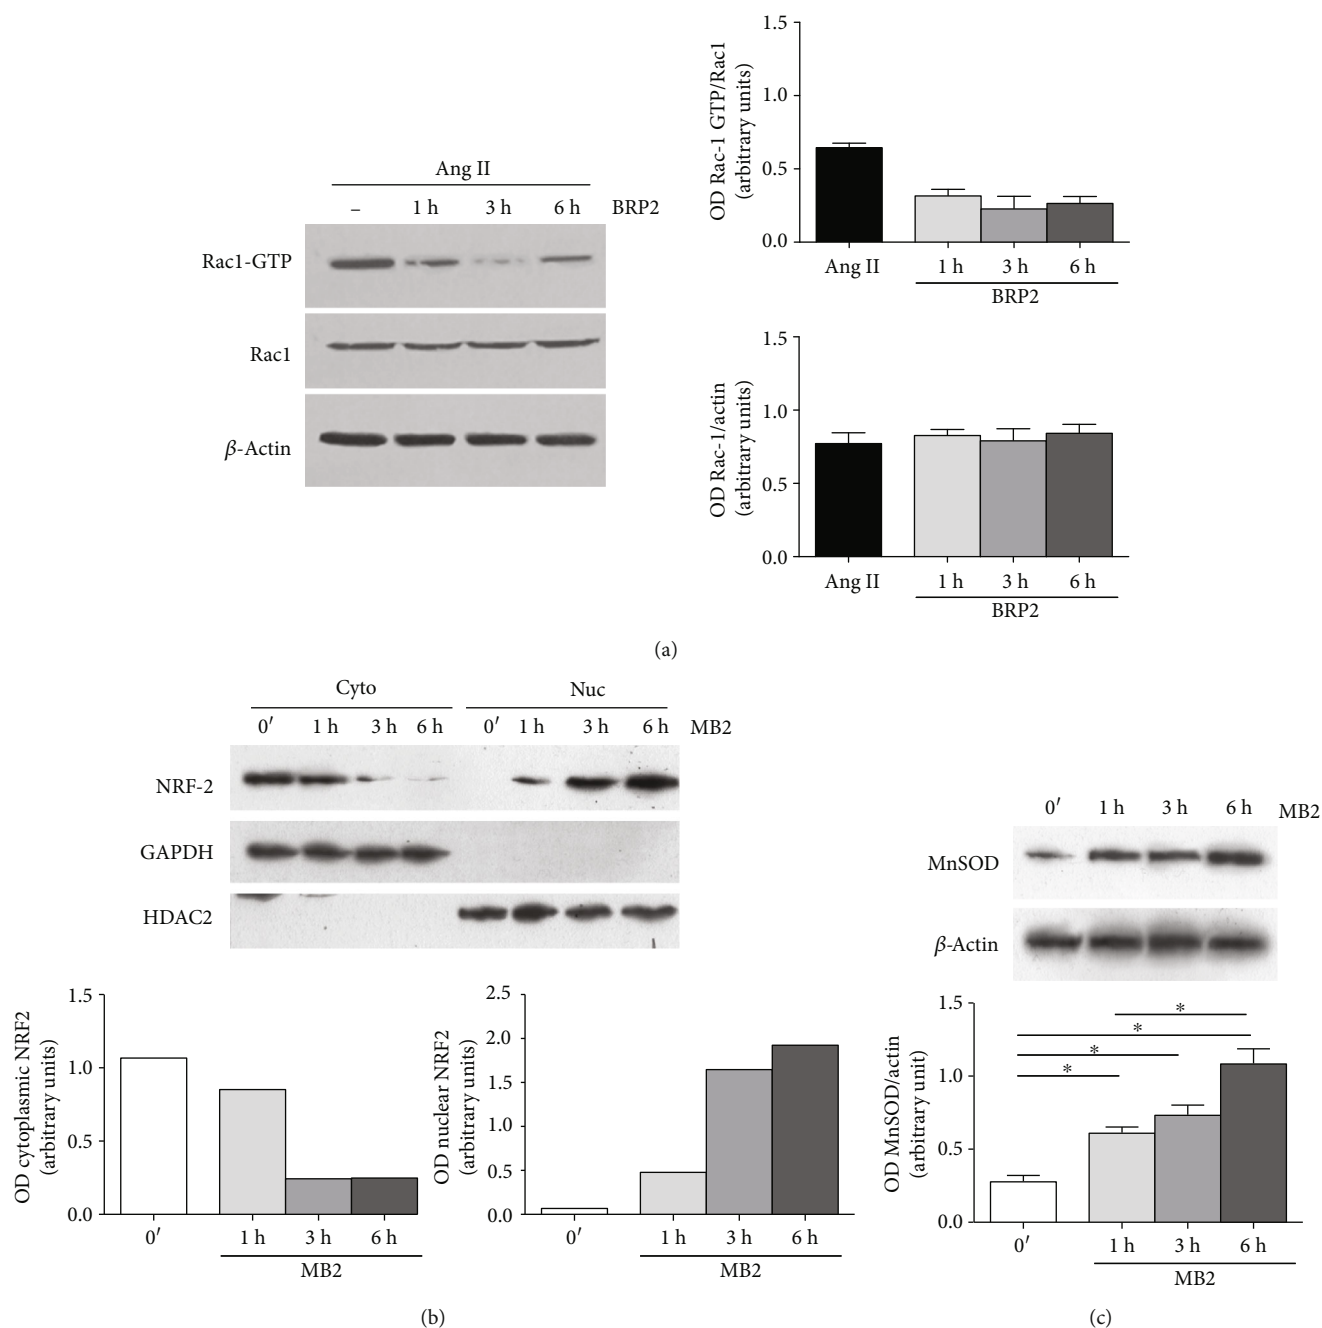 Ang II
– 1 h 3 h 6 h BRP2
Rac1-GTP
Rac1
β-Actin
OD Rac-1 GTP/Rac1
(arbitrary units)
1.5
1.0
0.5
0.0
Ang II 1 h 3 h 6 h
BRP2
OD Rac-1/actin
(arbitrary units)
1.5
1.0
0.5
0.0
Ang II 1 h 3 h 6 h
BRP2
(a)
Cyto Nuc
0′ 1 h 3 h 6 h 0′ 1 h 3 h 6 h MB2
NRF-2
GAPDH
HDAC2
OD cytoplasmic NRF2
(arbitrary units)
1.5
1.0
0.5
0.0
0′ 1 h 3 h 6 h
MB2
OD nuclear NRF2
(arbitrary units)
2.5
2.0
1.5
1.0
0.5
0.0
0′ 1 h 3 h 6 h
MB2
(b)
0′ 1 h 3 h 6 h MB2
MnSOD
β-Actin
OD MnSOD/actin
(arbitrary unit)
1.5
1.0
0.5
0.0
*
*
*
*
0′ 1 h 3 h 6 h
MB2
(c)